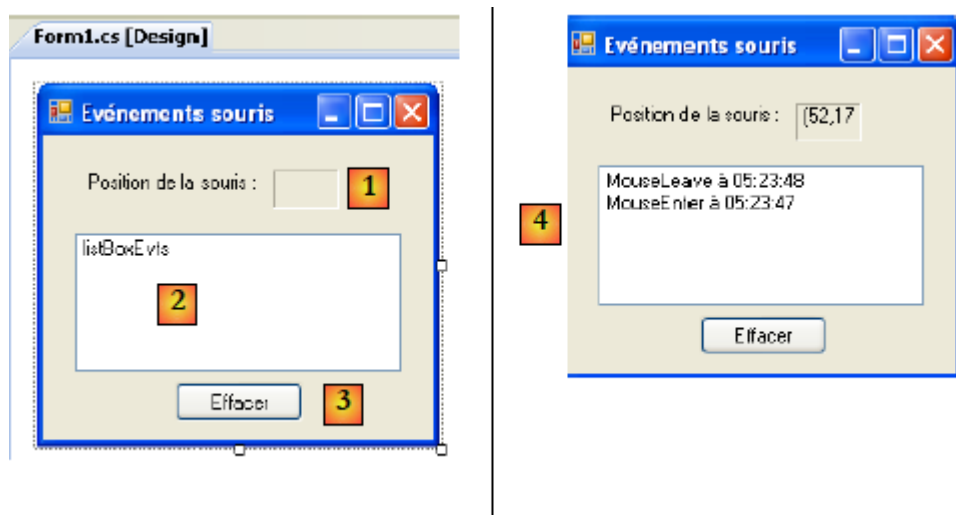 Form1.cs [Design]
Evénements souris
Position de la souris :
1
listBoxEvts
2
Effacer
3
Evénements souris
Position de la souris :
(52,17
4
MouseLeave à 05:23:48
MouseEnter à 05:23:47
Effacer